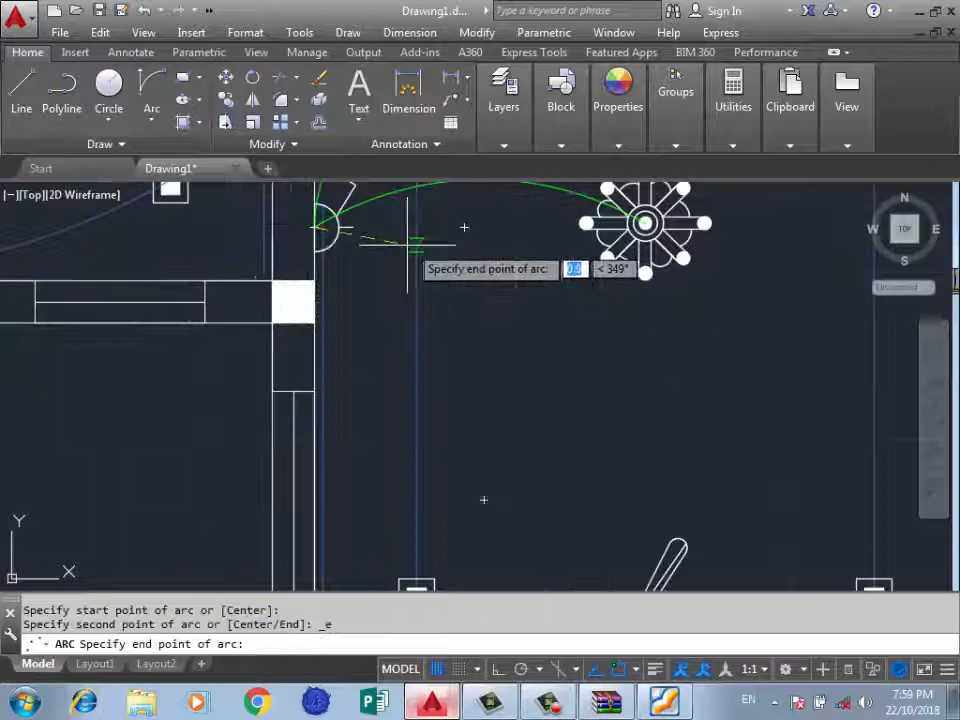 Drawing1.d...
Type a keyword or phrase
Sign In
File Edit View Insert Format Tools Draw Dimension Modify Parametric Window Help Express
Home Insert Annotate Parametric View Manage Output Add-ins A360 Express Tools Featured Apps BIM 360 Performance
Line Polyline Circle Arc Text Dimension Layers Block Properties Groups Utilities Clipboard View
Draw Modify Annotation
Start Drawing1*
[−][Top][2D Wireframe]
N
W TOP E
S
Unnamed
Specify end point of arc: 0.0 < 349°
Y
X
Specify start point of arc or [Center]:
Specify second point of arc or [Center/End]: _e
ARC Specify end point of arc:
Model Layout1 Layout2 +
MODEL 1:1
EN
7:59 PM
22/10/2018